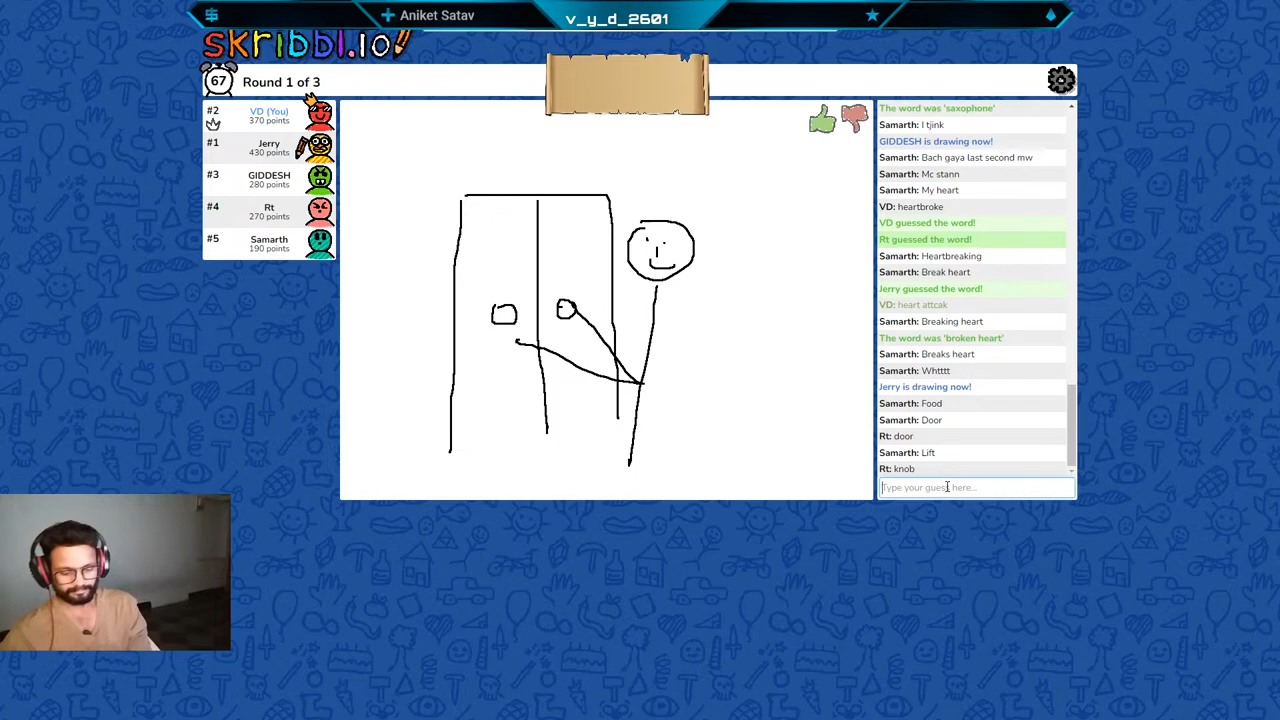 Aniket Satav
v_y_d_2601
skribbl.io
67
Round 1 of 3
#2
VD (You)
370 points
#1
Jerry
430 points
#3
GIDDESH
280 points
#4
Rt
270 points
#5
Samarth
190 points
The word was 'saxophone'
Samarth: I tjink
GIDDESH is drawing now!
Samarth: Bach gaya last second mw
Samarth: Mc stann
Samarth: My heart
VD: heartbroke
VD guessed the word!
Rt guessed the word!
Samarth: Heartbreaking
Samarth: Break heart
Jerry guessed the word!
VD: heart attcak
Samarth: Breaking heart
The word was 'broken heart'
Samarth: Breaks heart
Samarth: Whtttt
Jerry is drawing now!
Samarth: Food
Samarth: Door
Rt: door
Samarth: Lift
Rt: knob
Type your guess here...